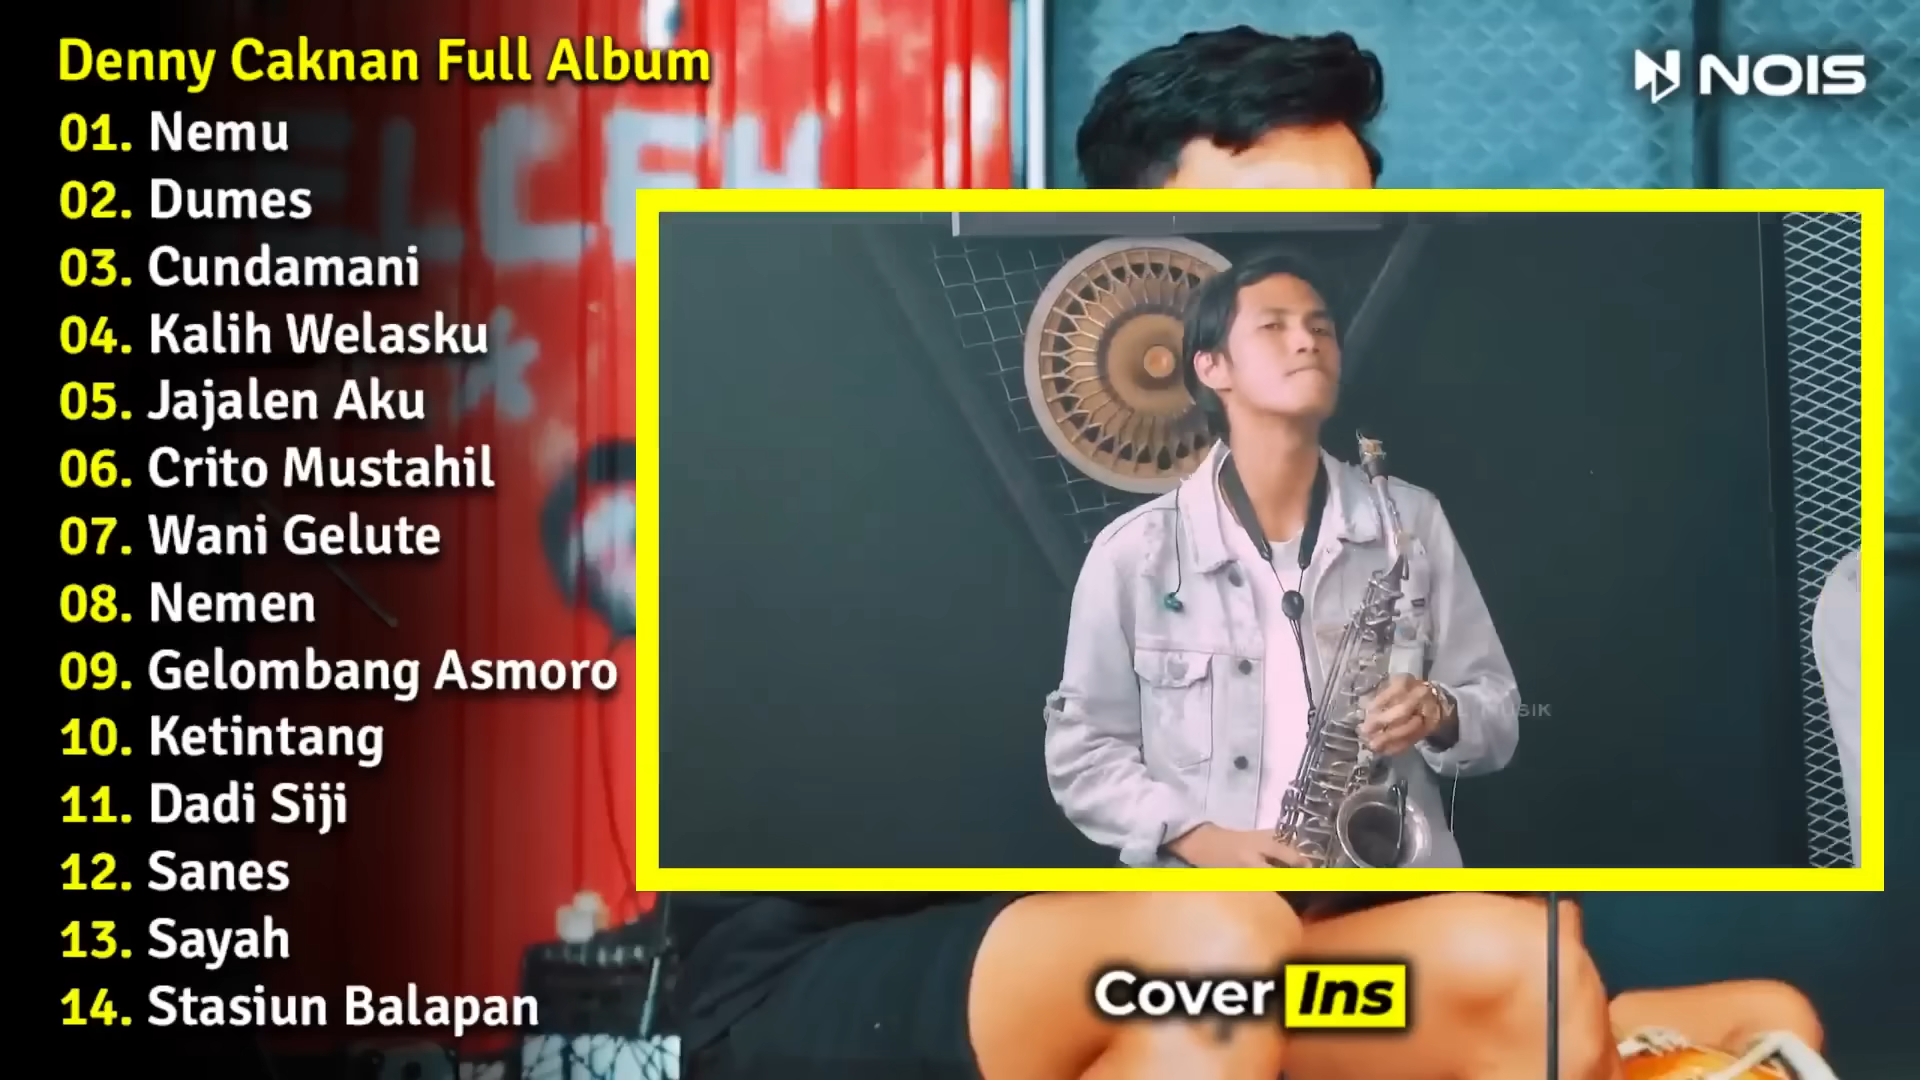 Denny Caknan Full Album
NOIS
01. Nemu
02. Dumes
03. Cundamani
04. Kalih Welasku
05. Jajalen Aku
06. Crito Mustahil
07. Wani Gelute
08. Nemen
09. Gelombang Asmoro
10. Ketintang
11. Dadi Siji
12. Sanes
13. Sayah
14. Stasiun Balapan
LIVE MUSIK
Cover Ins